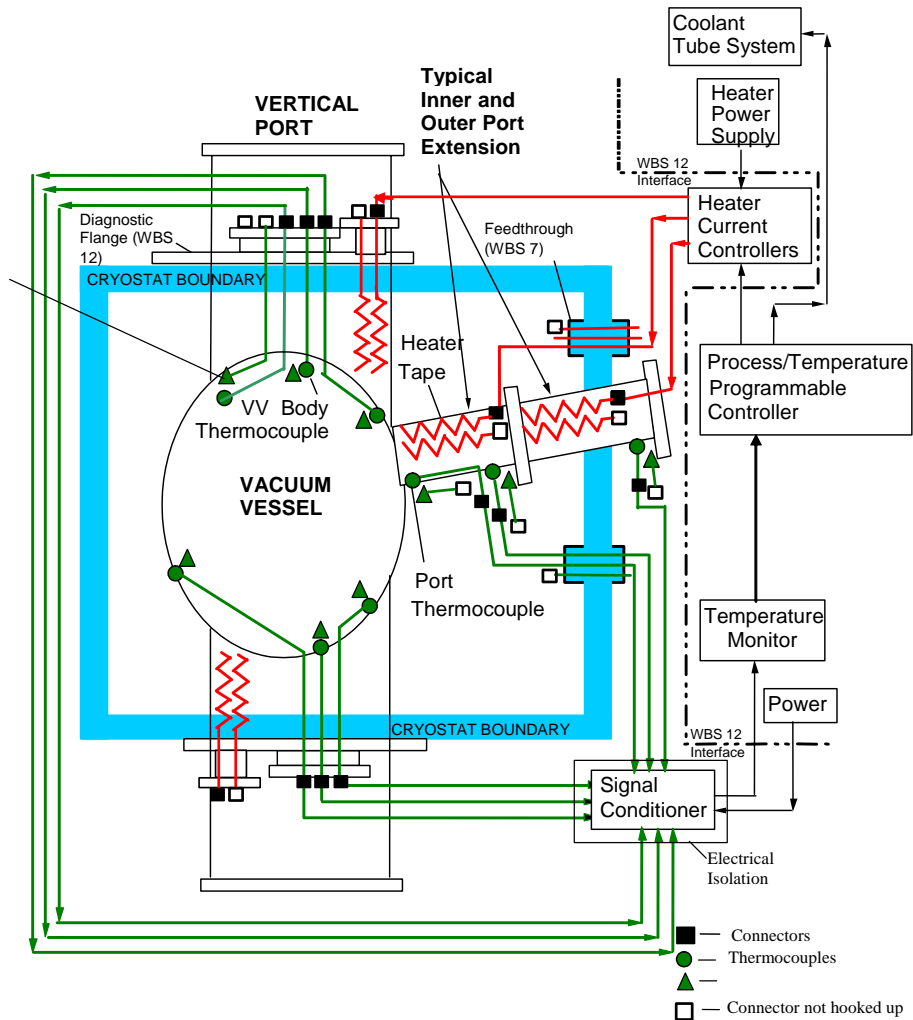 Coolant
Tube System
Typical
Inner and
Outer Port
Extension
VERTICAL
PORT
Heater
Power
Supply
WBS 12
Interface
Heater
Current
Controllers
Diagnostic
Flange (WBS
12)
Feedthrough
(WBS 7)
CRYOSTAT BOUNDARY
Heater
Tape
Process/Temperature
Programmable
Controller
VV Body
Thermocouple
VACUUM
VESSEL
Port
Thermocouple
Temperature
Monitor
Power
CRYOSTAT BOUNDARY
WBS 12
Interface
Signal
Conditioner
Electrical
Isolation
— Connectors
— Thermocouples
—
— Connector not hooked up